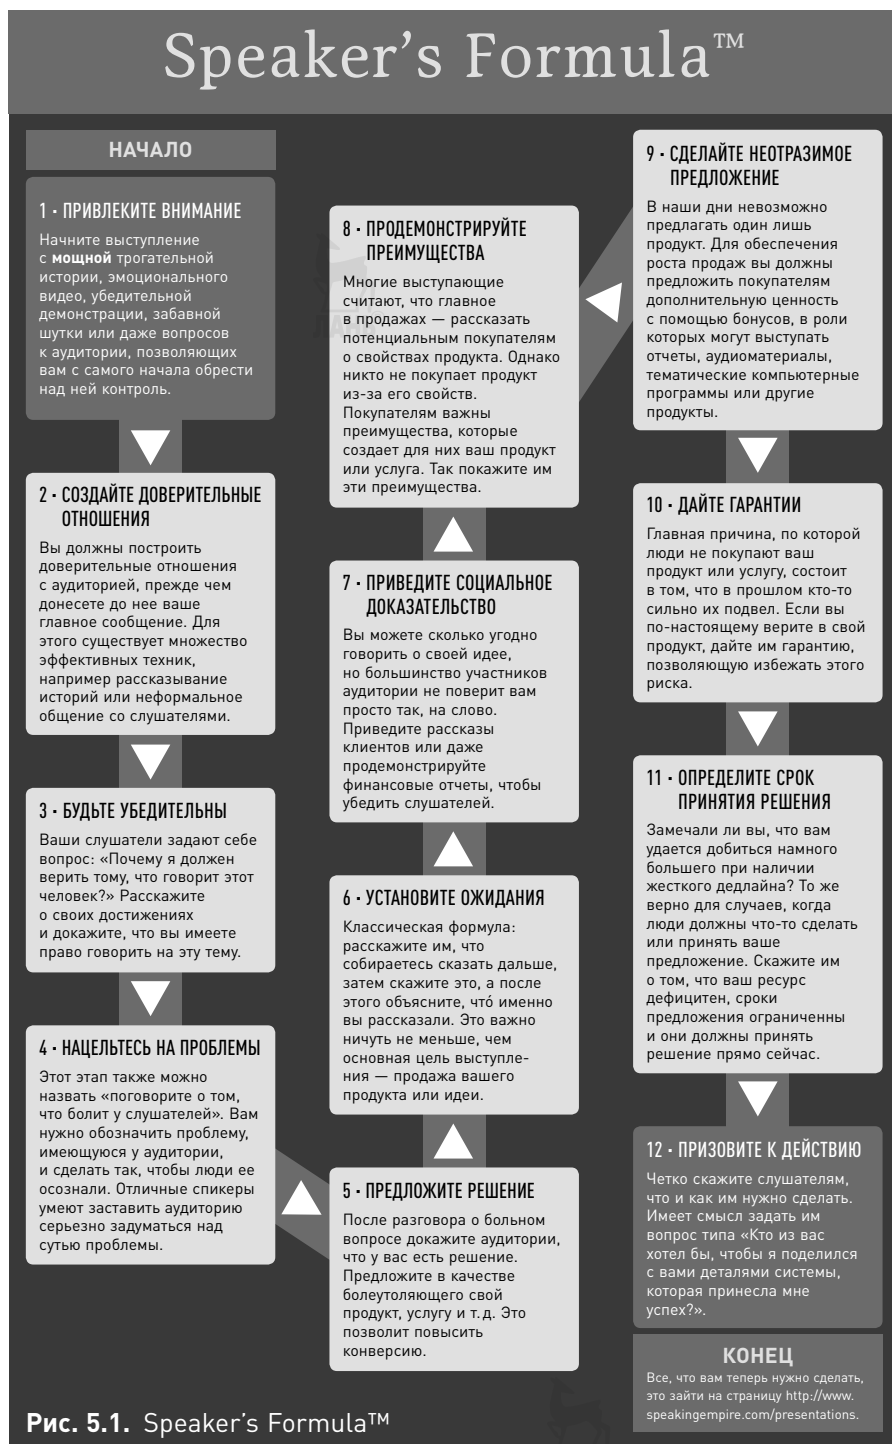 Speaker’s Formula™
НАЧАЛО
1 • ПРИВЛЕКИТЕ ВНИМАНИЕ
Начните выступление
с мощной трогательной
истории, эмоционального
видео, убедительной
демонстрации, забавной
шутки или даже вопросов
к аудитории, позволяющих
вам с самого начала обрести
над ней контроль.
2 • СОЗДАЙТЕ ДОВЕРИТЕЛЬНЫЕ
ОТНОШЕНИЯ
Вы должны построить
доверительные отношения
с аудиторией, прежде чем
донесете до нее ваше
главное сообщение. Для
этого существует множество
эффективных техник,
например рассказывание
историй или неформальное
общение со слушателями.
3 • БУДЬТЕ УБЕДИТЕЛЬНЫ
Ваши слушатели задают себе
вопрос: «Почему я должен
верить тому, что говорит этот
человек?» Расскажите
о своих достижениях
и докажите, что вы имеете
право говорить на эту тему.
4 • НАЦЕЛЬТЕСЬ НА ПРОБЛЕМЫ
Этот этап также можно
назвать «поговорите о том,
что болит у слушателей». Вам
нужно обозначить проблему,
имеющуюся у аудитории,
и сделать так, чтобы люди ее
осознали. Отличные спикеры
умеют заставить аудиторию
серьезно задуматься над
сутью проблемы.
5 • ПРЕДЛОЖИТЕ РЕШЕНИЕ
После разговора о больном
вопросе докажите аудитории,
что у вас есть решение.
Предложите в качестве
болеутоляющего свой
продукт, услугу и т. д. Это
позволит повысить
конверсию.
6 • УСТАНОВИТЕ ОЖИДАНИЯ
Классическая формула:
расскажите им, что
собираетесь сказать дальше,
затем скажите это, а после
этого объясните, что́ именно
вы рассказали. Это важно
ничуть не меньше, чем
основная цель выступле-
ния — продажа вашего
продукта или идеи.
7 • ПРИВЕДИТЕ СОЦИАЛЬНОЕ
ДОКАЗАТЕЛЬСТВО
Вы можете сколько угодно
говорить о своей идее,
но большинство участников
аудитории не поверит вам
просто так, на слово.
Приведите рассказы
клиентов или даже
продемонстрируйте
финансовые отчеты, чтобы
убедить слушателей.
8 • ПРОДЕМОНСТРИРУЙТЕ
ПРЕИМУЩЕСТВА
Многие выступающие
считают, что главное
в продажах — рассказать
потенциальным покупателям
о свойствах продукта. Однако
никто не покупает продукт
из-за его свойств.
Покупателям важны
преимущества, которые
создает для них ваш продукт
или услуга. Так покажите им
эти преимущества.
9 • СДЕЛАЙТЕ НЕОТРАЗИМОЕ
ПРЕДЛОЖЕНИЕ
В наши дни невозможно
предлагать один лишь
продукт. Для обеспечения
роста продаж вы должны
предложить покупателям
дополнительную ценность
с помощью бонусов, в роли
которых могут выступать
отчеты, аудиоматериалы,
тематические компьютерные
программы или другие
продукты.
10 • ДАЙТЕ ГАРАНТИИ
Главная причина, по которой
люди не покупают ваш
продукт или услугу, состоит
в том, что в прошлом кто-то
сильно их подвел. Если вы
по-настоящему верите в свой
продукт, дайте им гарантию,
позволяющую избежать этого
риска.
11 • ОПРЕДЕЛИТЕ СРОК
ПРИНЯТИЯ РЕШЕНИЯ
Замечали ли вы, что вам
удается добиться намного
большего при наличии
жесткого дедлайна? То же
верно для случаев, когда
люди должны что-то сделать
или принять ваше
предложение. Скажите им
о том, что ваш ресурс
дефицитен, сроки
предложения ограниченны
и они должны принять
решение прямо сейчас.
12 • ПРИЗОВИТЕ К ДЕЙСТВИЮ
Четко скажите слушателям,
что и как им нужно сделать.
Имеет смысл задать им
вопрос типа «Кто из вас
хотел бы, чтобы я поделился
с вами деталями системы,
которая принесла мне
успех?».
КОНЕЦ
Все, что вам теперь нужно сделать,
это зайти на страницу http://www.
speakingempire.com/presentations.
Рис. 5.1. Speaker’s Formula™